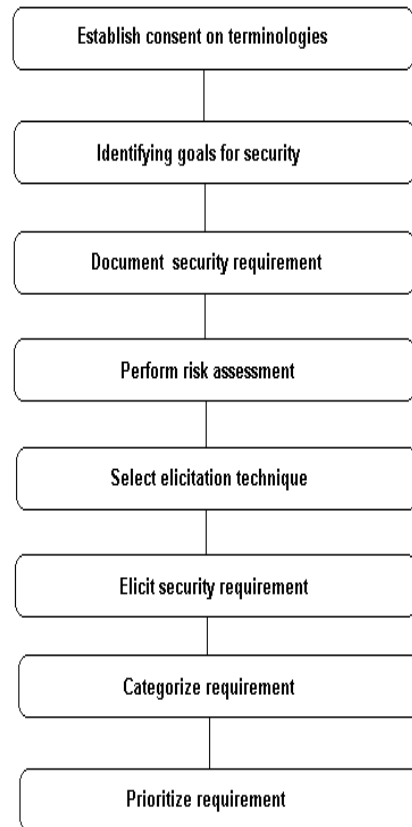 Establish consent on terminologies
Identifying goals for security
Document security requirement
Perform risk assessment
Select elicitation technique
Elicit security requirement
Categorize requirement
Prioritize requirement